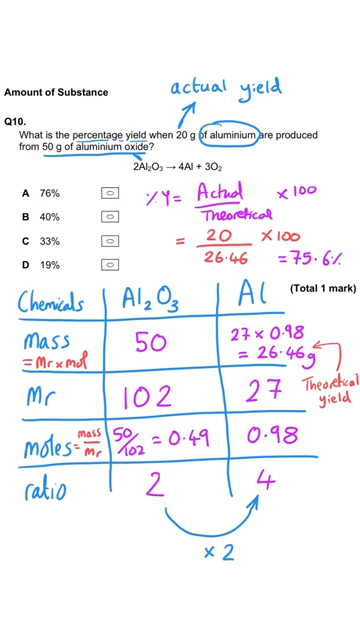 actual yield
Amount of Substance
Q10.
What is the percentage yield when 20 g of aluminium are produced
from 50 g of aluminium oxide?
2Al₂O₃ → 4Al + 3O₂
A 76%
B 40%
C 33%
D 19%
% Y = Actual / Theoretical × 100
= 20 / 26.46 × 100
= 75.6%
(Total 1 mark)
Chemicals Al₂O₃ Al
mass = Mr × mol 50 27 × 0.98 = 26.46g
Theoretical yield
Mr 102 27
moles = mass / Mr 50/102 = 0.49 0.98
ratio 2 4
× 2